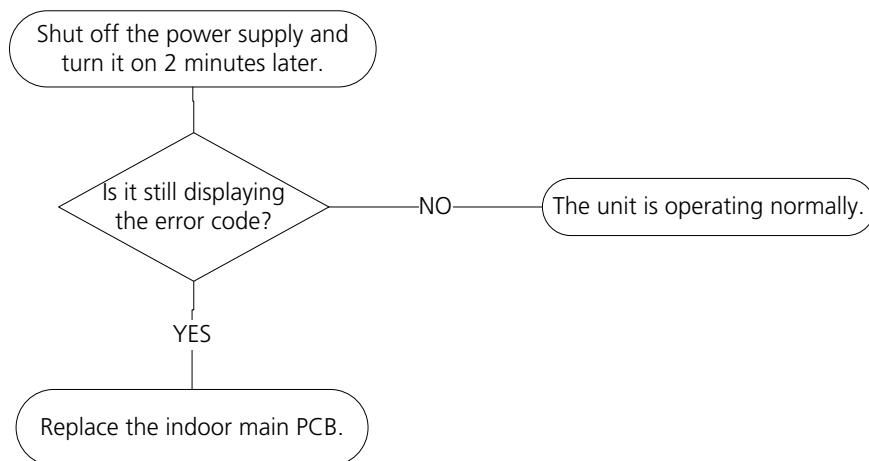 Shut off the power supply and
turn it on 2 minutes later.
Is it still displaying
the error code?
NO
The unit is operating normally.
YES
Replace the indoor main PCB.